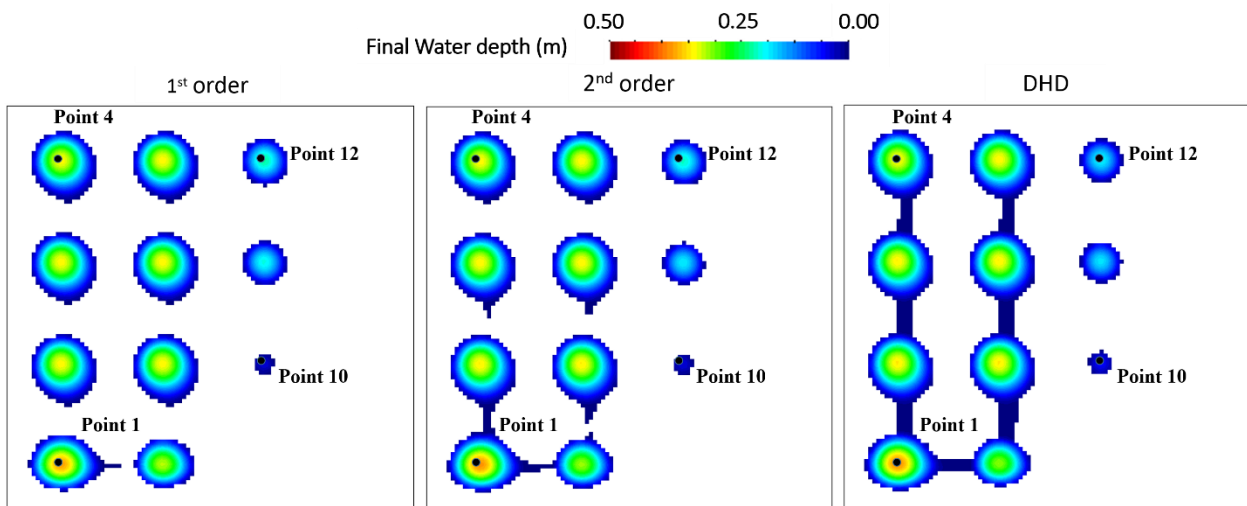 0.50 0.25 0.00
Final Water depth (m)
1st order 2nd order DHD
Point 4 Point 4 Point 4
Point 12 Point 12 Point 12
Point 10 Point 10 Point 10
Point 1 Point 1 Point 1